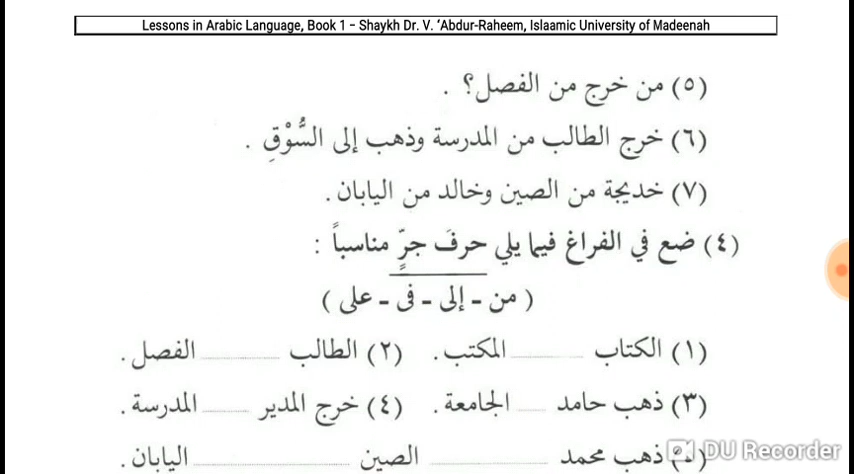 Lessons in Arabic Language, Book 1 - Shaykh Dr. V. ‘Abdur-Raheem, Islaamic University of Madeenah
(٥) من خرج من الفصل؟ .
(٦) خرج الطالب من المدرسة وذهب إلى السُّوْقِ .
(٧) خديجة من الصين وخالد من اليابان .
(٤) ضع في الفراغ فيما يلي حرفَ جرٍّ مناسباً :
( من - إلى - في - على )
(١) الكتاب ...... المكتب . (٢) الطالب ...... الفصل .
(٣) ذهب حامد ...... الجامعة . (٤) خرج المدير ...... المدرسة .
(٥) ذهب محمد ...... الصين ...... اليابان .
DU Recorder